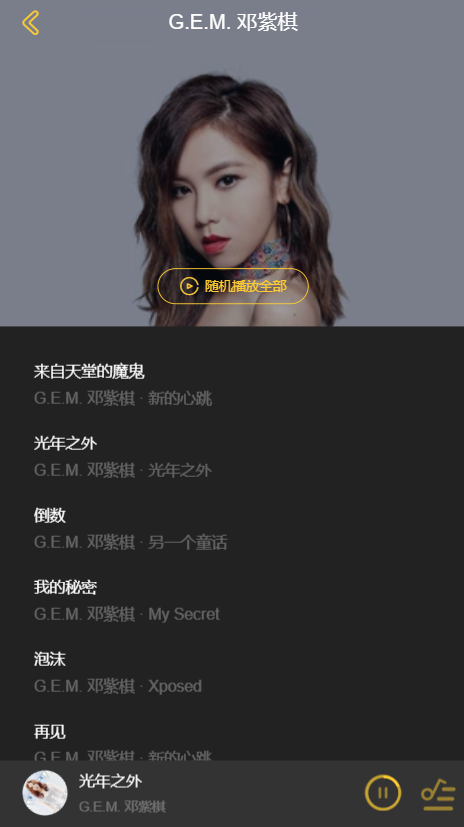 G.E.M. 邓紫棋
随机播放全部
来自天堂的魔鬼
G.E.M. 邓紫棋 · 新的心跳
光年之外
G.E.M. 邓紫棋 · 光年之外
倒数
G.E.M. 邓紫棋 · 另一个童话
我的秘密
G.E.M. 邓紫棋 · My Secret
泡沫
G.E.M. 邓紫棋 · Xposed
再见
G.E.M. 邓紫棋 · 新的心跳
光年之外
G.E.M. 邓紫棋